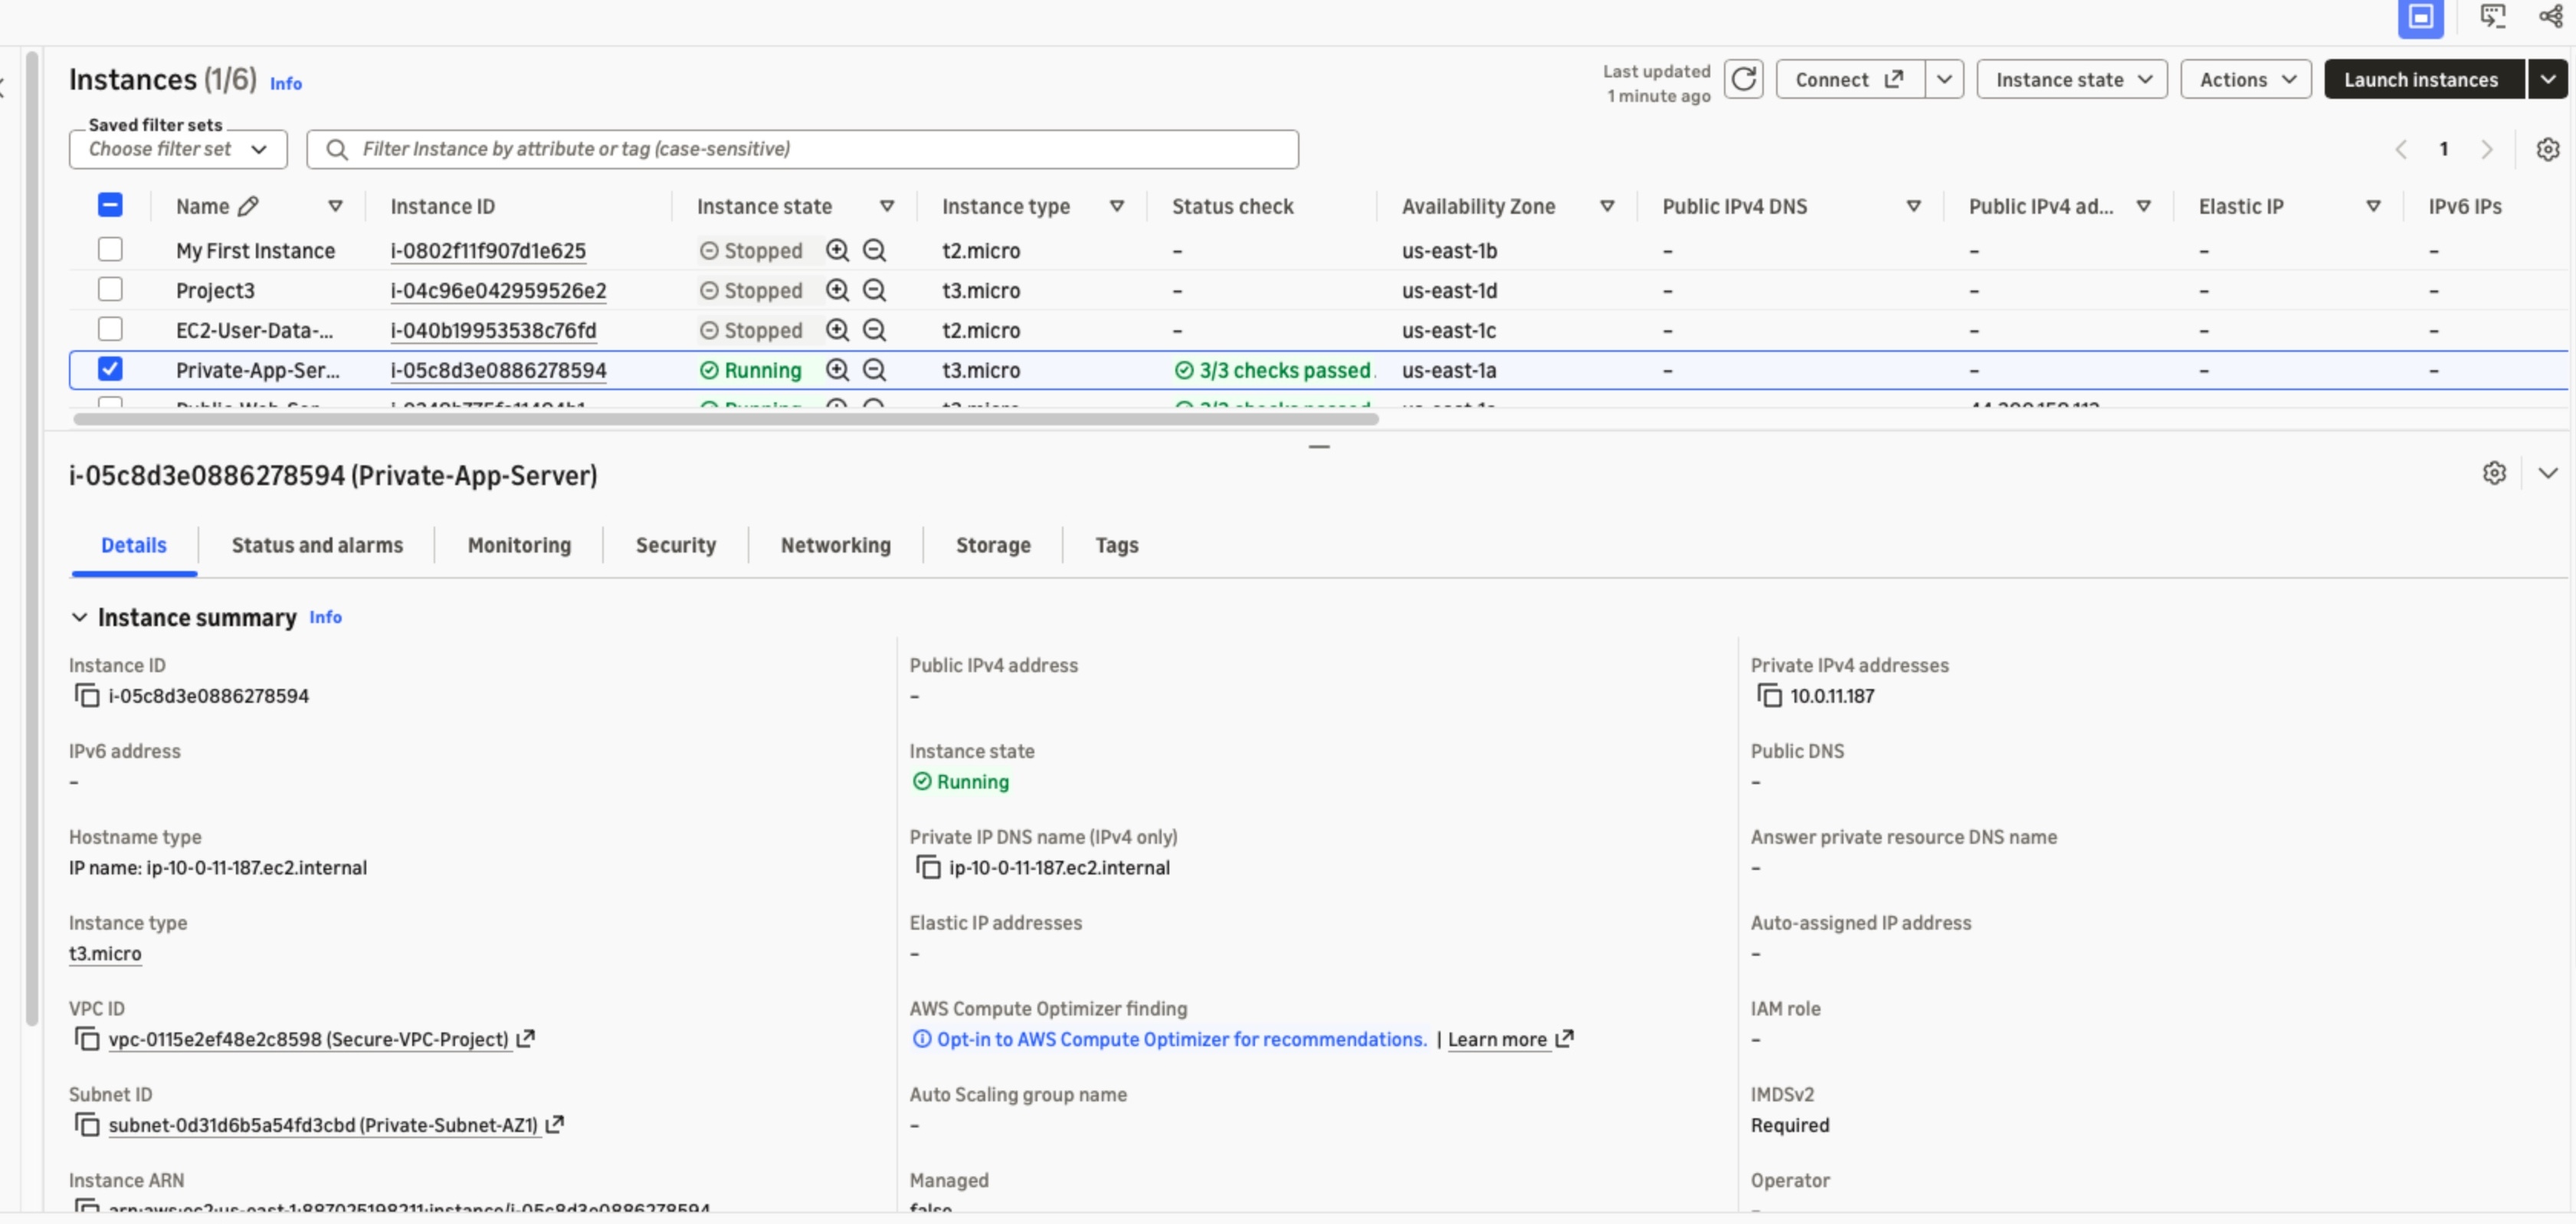 Instances (1/6) Info
Last updated
1 minute ago
Connect
Instance state
Actions
Launch instances
Saved filter sets
Choose filter set
Filter Instance by attribute or tag (case-sensitive)
1
Name Instance ID Instance state Instance type Status check Availability Zone Public IPv4 DNS Public IPv4 ad... Elastic IP IPv6 IPs
My First Instance i-0802f11f907d1e625 Stopped t2.micro – us-east-1b – – – –
Project3 i-04c96e042959526e2 Stopped t3.micro – us-east-1d – – – –
EC2-User-Data-... i-040b19953538c76fd Stopped t2.micro – us-east-1c – – – –
Private-App-Ser... i-05c8d3e0886278594 Running t3.micro 3/3 checks passed us-east-1a – – – –
i-05c8d3e0886278594 (Private-App-Server)
Details Status and alarms Monitoring Security Networking Storage Tags
Instance summary Info
Instance ID
i-05c8d3e0886278594
Public IPv4 address
–
Private IPv4 addresses
10.0.11.187
IPv6 address
–
Instance state
Running
Public DNS
–
Hostname type
IP name: ip-10-0-11-187.ec2.internal
Private IP DNS name (IPv4 only)
ip-10-0-11-187.ec2.internal
Answer private resource DNS name
–
Instance type
t3.micro
Elastic IP addresses
–
Auto-assigned IP address
–
VPC ID
vpc-0115e2ef48e2c8598 (Secure-VPC-Project)
AWS Compute Optimizer finding
Opt-in to AWS Compute Optimizer for recommendations. | Learn more
IAM role
–
Subnet ID
subnet-0d31d6b5a54fd3cbd (Private-Subnet-AZ1)
Auto Scaling group name
–
IMDSv2
Required
Instance ARN
arn:aws:ec2:us-east-1:887025198211:instance/i-05c8d3e0886278594
Managed
false
Operator
–